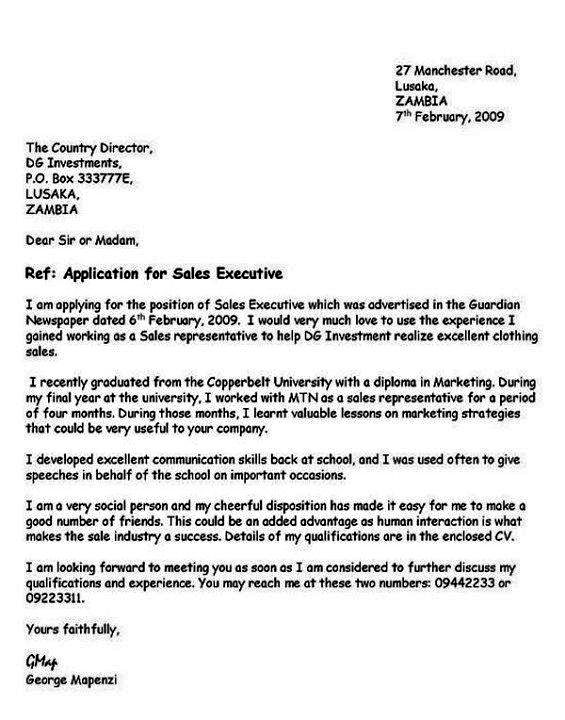 27 Manchester Road,
Lusaka,
ZAMBIA
7th February, 2009
The Country Director,
DG Investments,
P.O. Box 333777E,
LUSAKA,
ZAMBIA
Dear Sir or Madam,
Ref: Application for Sales Executive
I am applying for the position of Sales Executive which was advertised in the Guardian
Newspaper dated 6th February, 2009. I would very much love to use the experience I
gained working as a Sales representative to help DG Investment realize excellent clothing
sales.
I recently graduated from the Copperbelt University with a diploma in Marketing. During
my final year at the university, I worked with MTN as a sales representative for a period
of four months. During those months, I learnt valuable lessons on marketing strategies
that could be very useful to your company.
I developed excellent communication skills back at school, and I was used often to give
speeches in behalf of the school on important occasions.
I am a very social person and my cheerful disposition has made it easy for me to make a
good number of friends. This could be an added advantage as human interaction is what
makes the sale industry a success. Details of my qualifications are in the enclosed CV.
I am looking forward to meeting you as soon as I am considered to further discuss my
qualifications and experience. You may reach me at these two numbers: 09442233 or
09223311.
Yours faithfully,
GMap
George Mapenzi